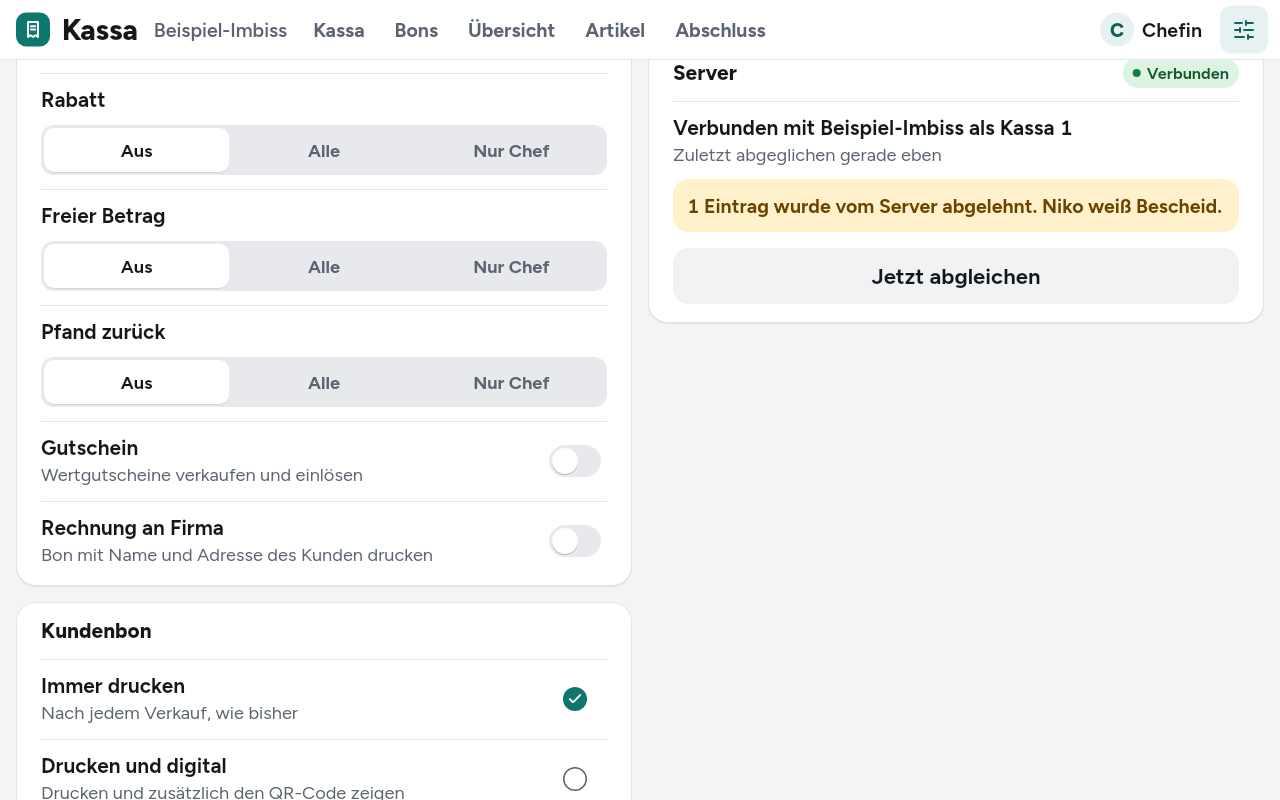 Kassa Beispiel-Imbiss Kassa Bons Übersicht Artikel Abschluss C Chefin
Rabatt
Aus Alle Nur Chef
Freier Betrag
Aus Alle Nur Chef
Pfand zurück
Aus Alle Nur Chef
Gutschein
Wertgutscheine verkaufen und einlösen
Rechnung an Firma
Bon mit Name und Adresse des Kunden drucken
Kundenbon
Immer drucken
Nach jedem Verkauf, wie bisher
Drucken und digital
Drucken und zusätzlich den QR-Code zeigen
Server Verbunden
Verbunden mit Beispiel-Imbiss als Kassa 1
Zuletzt abgeglichen gerade eben
1 Eintrag wurde vom Server abgelehnt. Niko weiß Bescheid.
Jetzt abgleichen